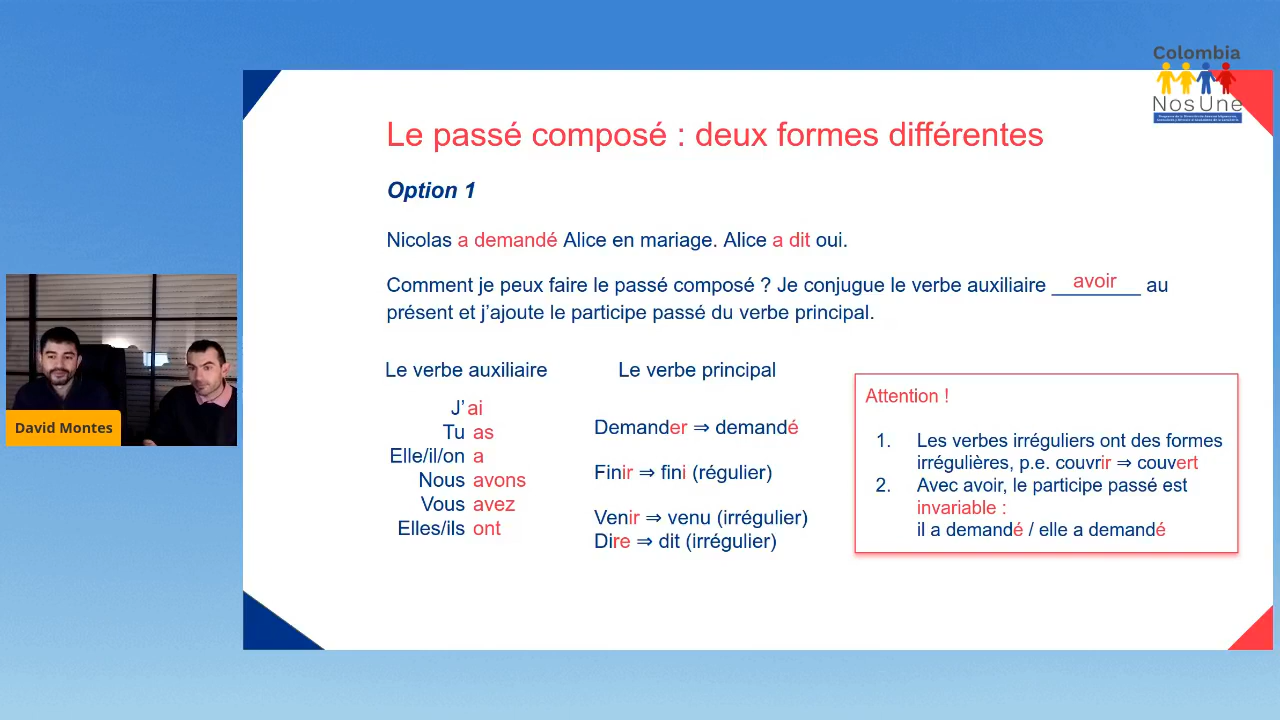 Colombia
NosUne
Le passé composé : deux formes différentes
Option 1
Nicolas a demandé Alice en mariage. Alice a dit oui.
Comment je peux faire le passé composé ? Je conjugue le verbe auxiliaire avoir au
présent et j’ajoute le participe passé du verbe principal.
Le verbe auxiliaire
J’ai
Tu as
Elle/il/on a
Nous avons
Vous avez
Elles/ils ont
Le verbe principal
Demander ⇒ demandé
Finir ⇒ fini (régulier)
Venir ⇒ venu (irrégulier)
Dire ⇒ dit (irrégulier)
Attention !
1. Les verbes irréguliers ont des formes
irrégulières, p.e. couvrir ⇒ couvert
2. Avec avoir, le participe passé est
invariable :
il a demandé / elle a demandé
David Montes